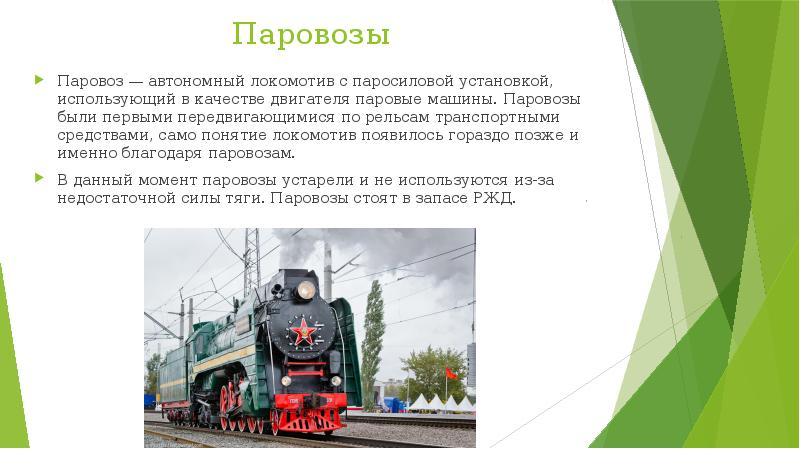 Паровозы
Паровоз — автономный локомотив с паросиловой установкой,
использующий в качестве двигателя паровые машины. Паровозы
были первыми передвигающимися по рельсам транспортными
средствами, само понятие локомотив появилось гораздо позже и
именно благодаря паровозам.
В данный момент паровозы устарели и не используются из-за
недостаточной силы тяги. Паровозы стоят в запасе РЖД.